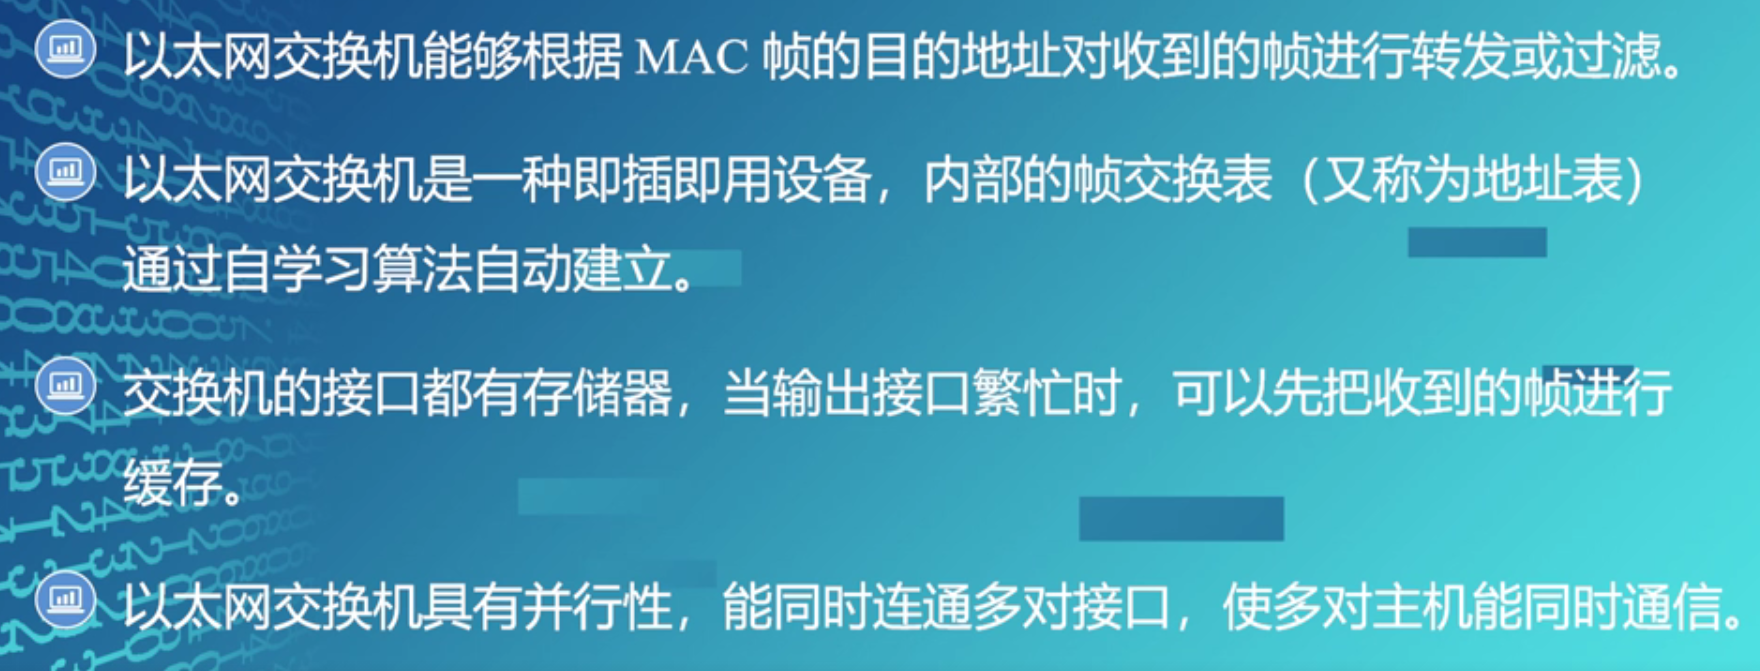 以太网交换机能够根据 MAC 帧的目的地址对收到的帧进行转发或过滤。
以太网交换机是一种即插即用设备，内部的帧交换表（又称为地址表）
通过自学习算法自动建立。
交换机的接口都有存储器，当输出接口繁忙时，可以先把收到的帧进行
缓存。
以太网交换机具有并行性，能同时连通多对接口，使多对主机能同时通信。